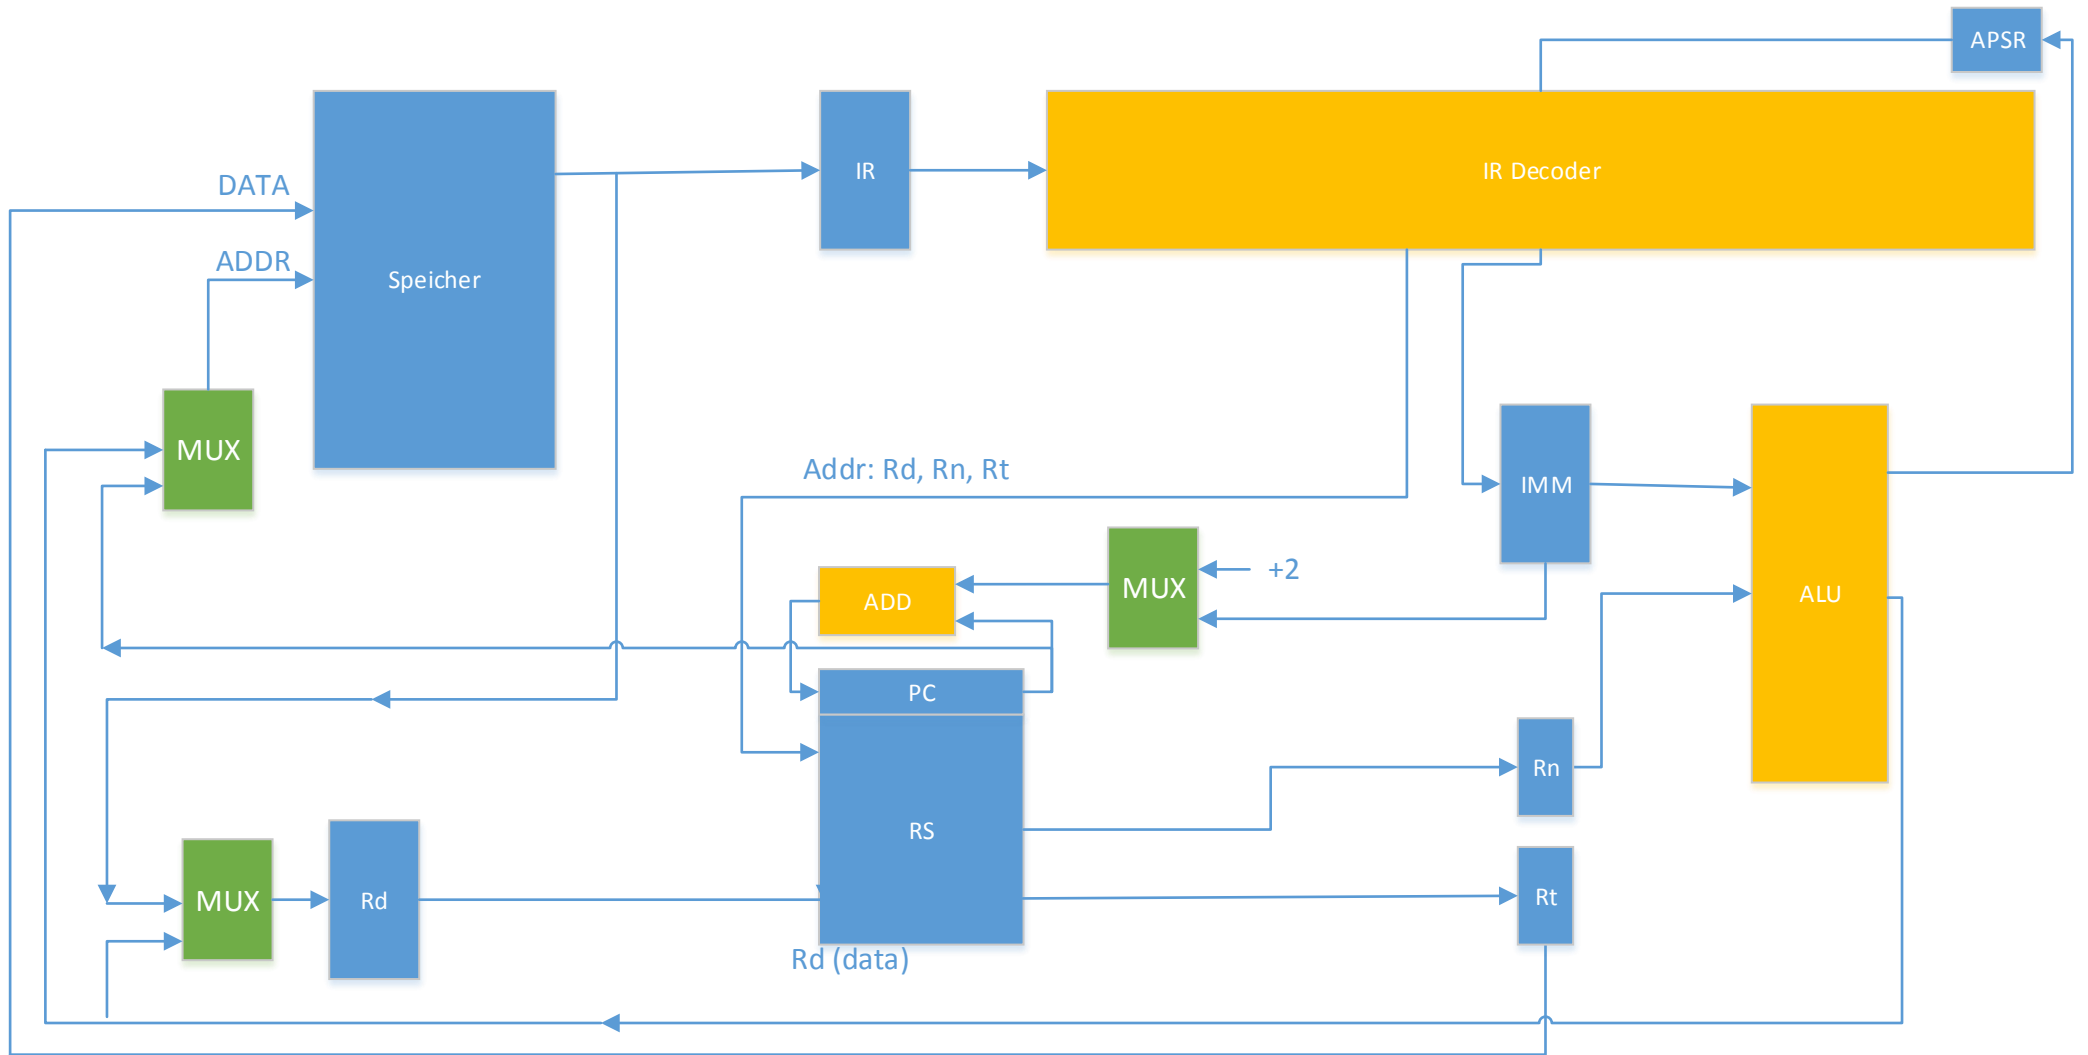 APSR
DATA
IR
IR Decoder
ADDR
Speicher
MUX
Addr: Rd, Rn, Rt
IMM
+2
MUX
ADD
ALU
PC
Rn
RS
MUX
Rd
Rt
Rd (data)